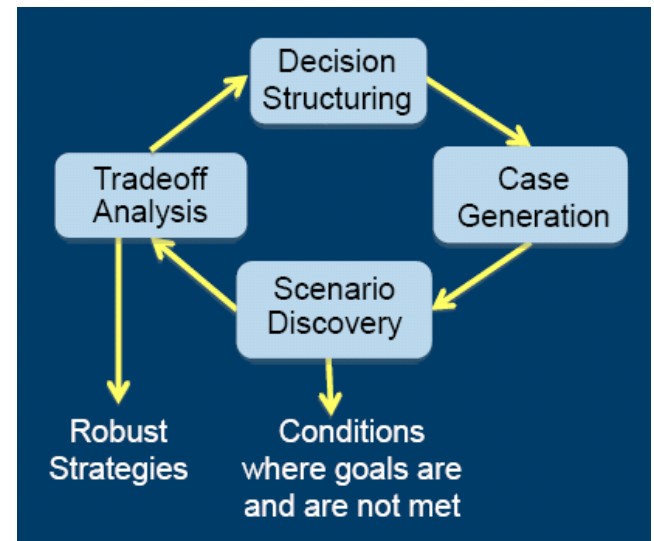 Decision
Structuring
Tradeoff
Analysis
Case
Generation
Scenario
Discovery
Robust
Strategies
Conditions
where goals are
and are not met